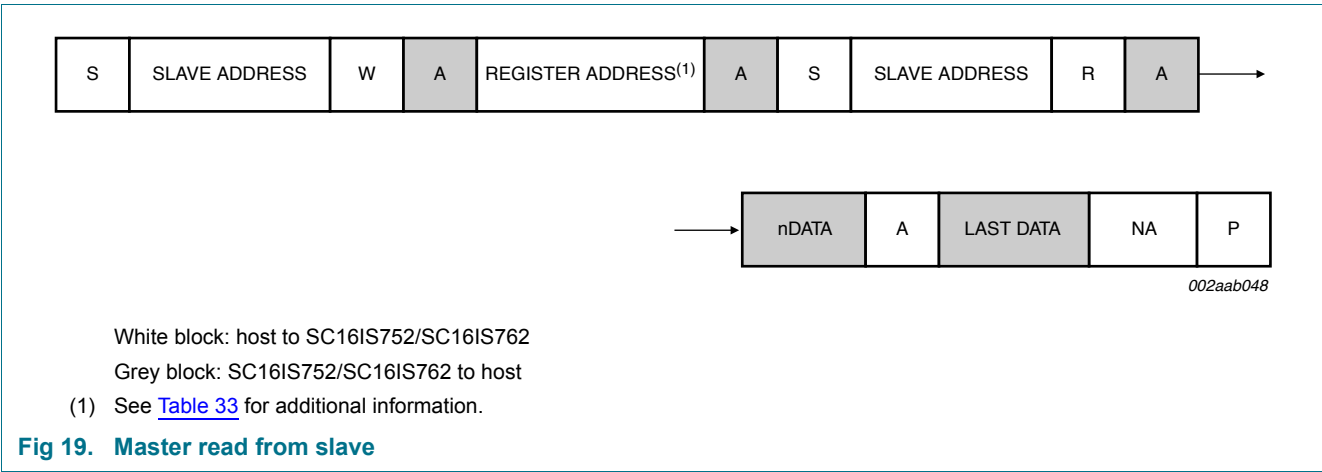 S SLAVE ADDRESS W A REGISTER ADDRESS(1) A S SLAVE ADDRESS R A
nDATA A LAST DATA NA P
002aab048
White block: host to SC16IS752/SC16IS762
Grey block: SC16IS752/SC16IS762 to host
(1) See Table 33 for additional information.
Fig 19. Master read from slave